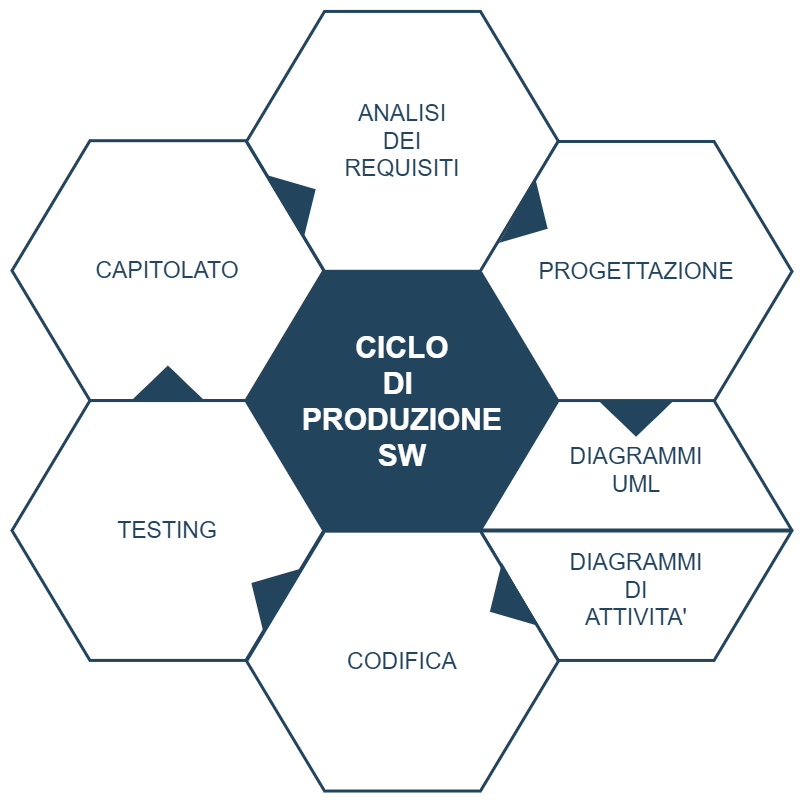 ANALISI
DEI
REQUISITI
CAPITOLATO
PROGETTAZIONE
CICLO
DI
PRODUZIONE
SW
DIAGRAMMI
UML
TESTING
DIAGRAMMI
DI
ATTIVITA'
CODIFICA